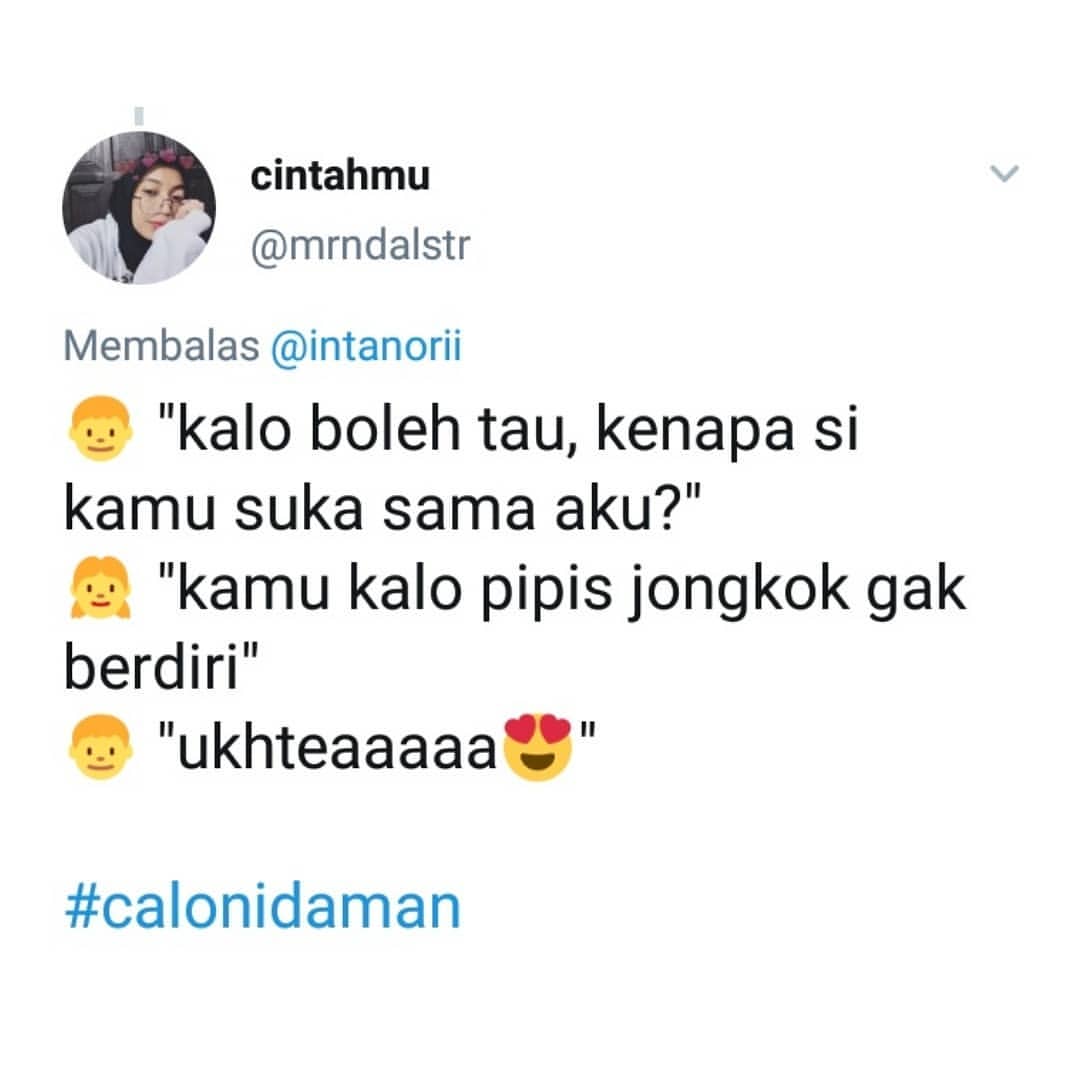 cintahmu
@mrndalstr
Membalas @intanorii
👦 "kalo boleh tau, kenapa si
kamu suka sama aku?"
👧 "kamu kalo pipis jongkok gak
berdiri"
👦 "ukhteaaaaa😍"
#calonidaman